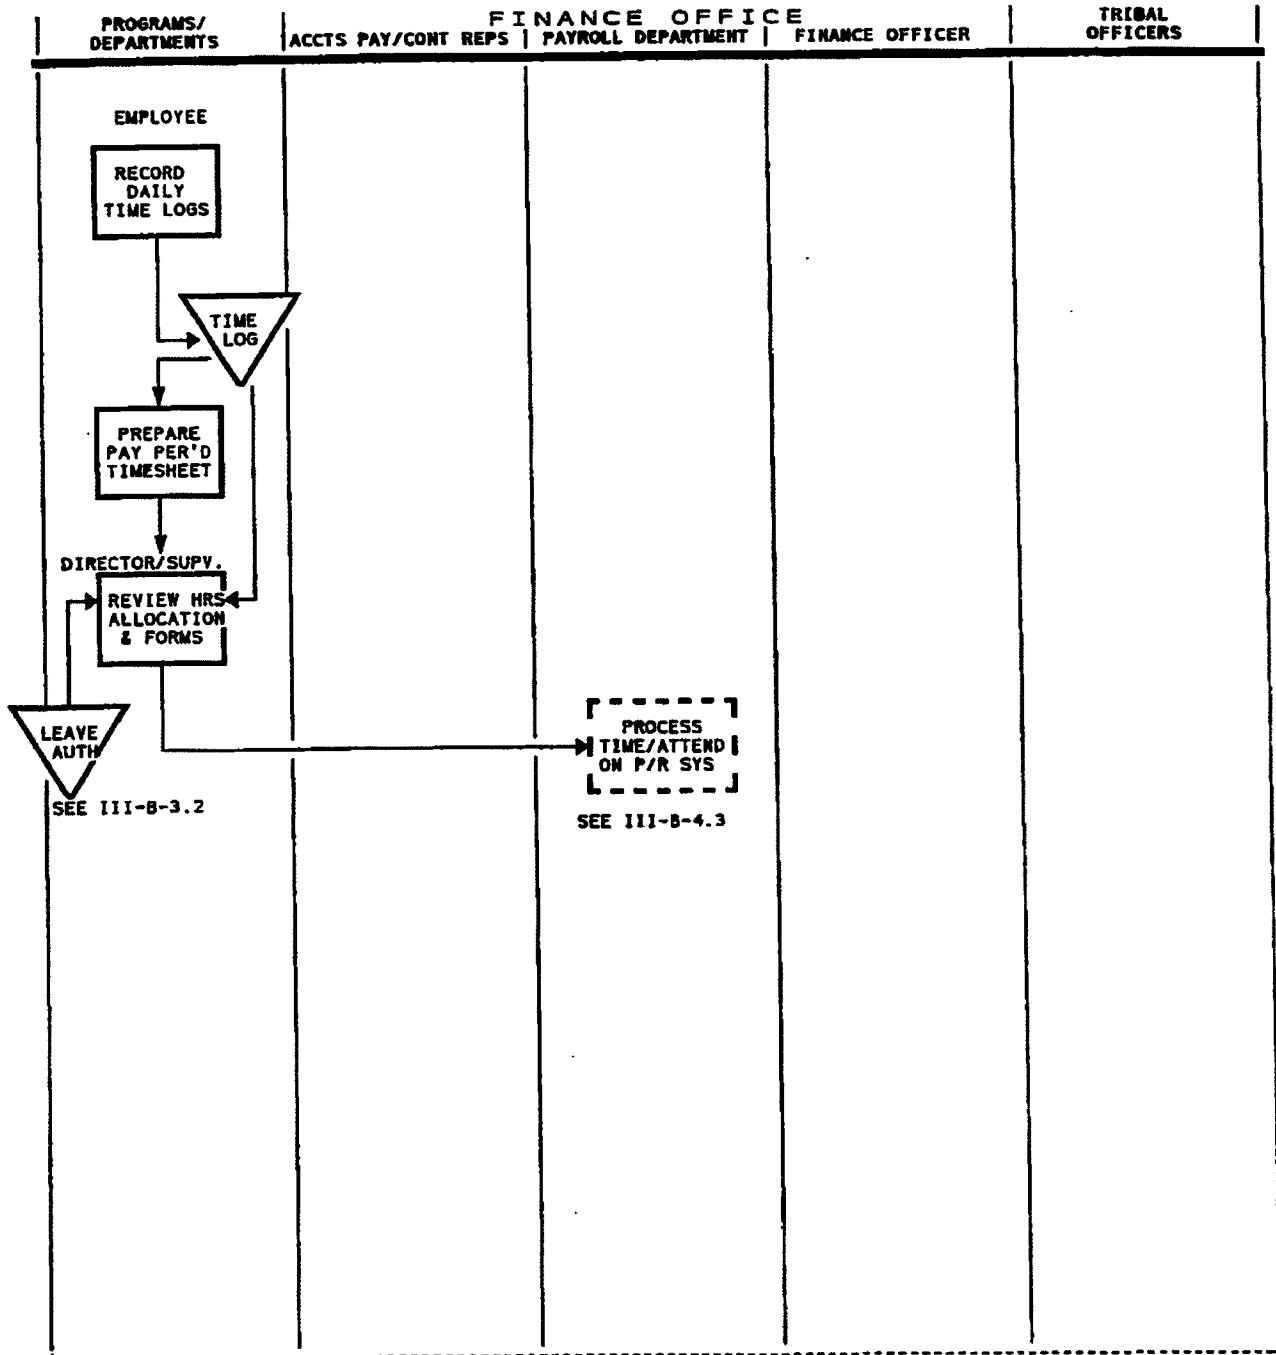 FINANCE OFFICE
PROGRAMS/
DEPARTMENTS
ACCTS PAY/CONT REPS
PAYROLL DEPARTMENT
FINANCE OFFICER
TRIBAL
OFFICERS
EMPLOYEE
RECORD
DAILY
TIME LOGS
TIME
LOG
PREPARE
PAY PER'D
TIMESHEET
DIRECTOR/SUPV.
REVIEW HRS
ALLOCATION
& FORMS
LEAVE
AUTH
SEE III-B-3.2
PROCESS
TIME/ATTEND
ON P/R SYS
SEE III-B-4.3